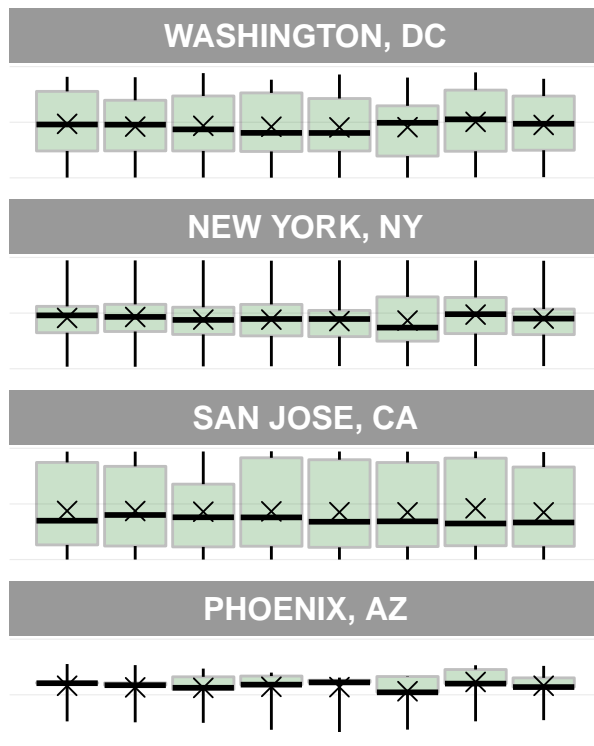 WASHINGTON, DC
NEW YORK, NY
SAN JOSE, CA
PHOENIX, AZ